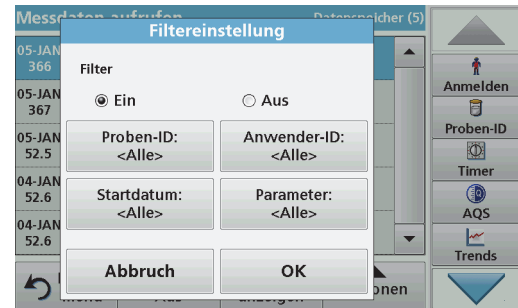 Messdaten aufrufen Datenspeicher (5)
Filtereinstellung
05-JAN
366
05-JAN
367
05-JAN
52.5
04-JAN
52.6
04-JAN
52.6
Filter
Ein Aus
Proben-ID:
<Alle>
Anwender-ID:
<Alle>
Startdatum:
<Alle>
Parameter:
<Alle>
Abbruch OK
Anmelden
Proben-ID
Timer
AQS
Trends